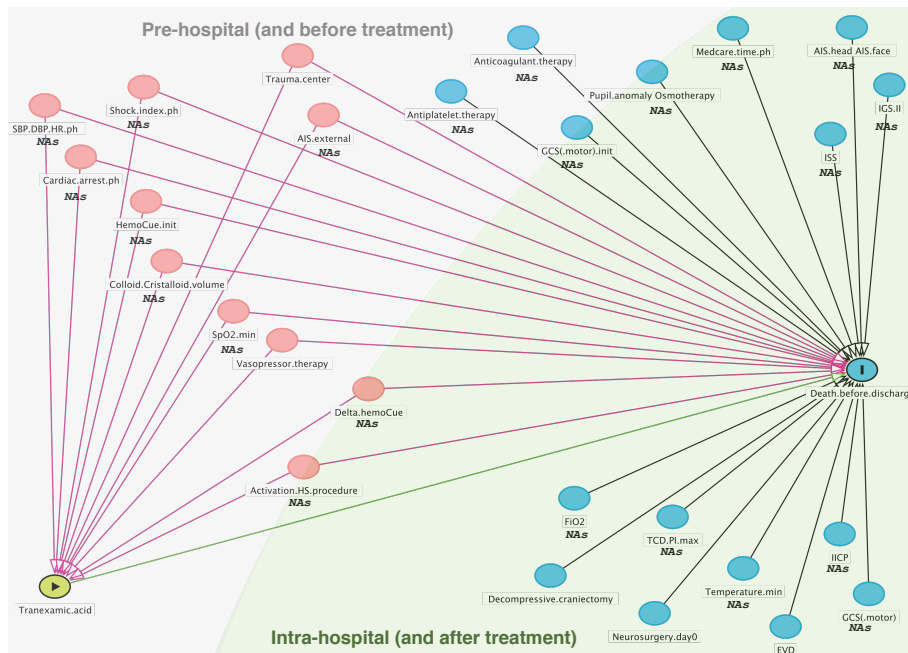 Pre-hospital (and before treatment)
Anticoagulant.therapy
NAs
Medcare.time.ph
NAs
AIS.head AIS.face
NAs
Trauma.center
Shock.index.ph
NAs
Antiplatelet.therapy
NAs
Pupil.anomaly Osmotherapy
NAs
IGS.II
NAs
SBP.DBP.HR.ph
NAs
AIS.external
NAs
GCS(.motor).init
NAs
ISS
NAs
Cardiac.arrest.ph
NAs
HemoCue.init
NAs
Colloid.Cristalloid.volume
NAs
SpO2.min
NAs
Vasopressor.therapy
Delta.hemoCue
NAs
Death.before.discharg
Activation.HS.procedure
NAs
FiO2
NAs
TCD.PI.max
NAs
IICP
NAs
Tranexamic.acid
Decompressive.craniectomy
Temperature.min
NAs
GCS(.motor)
NAs
Intra-hospital (and after treatment)
Neurosurgery.day0
EVD